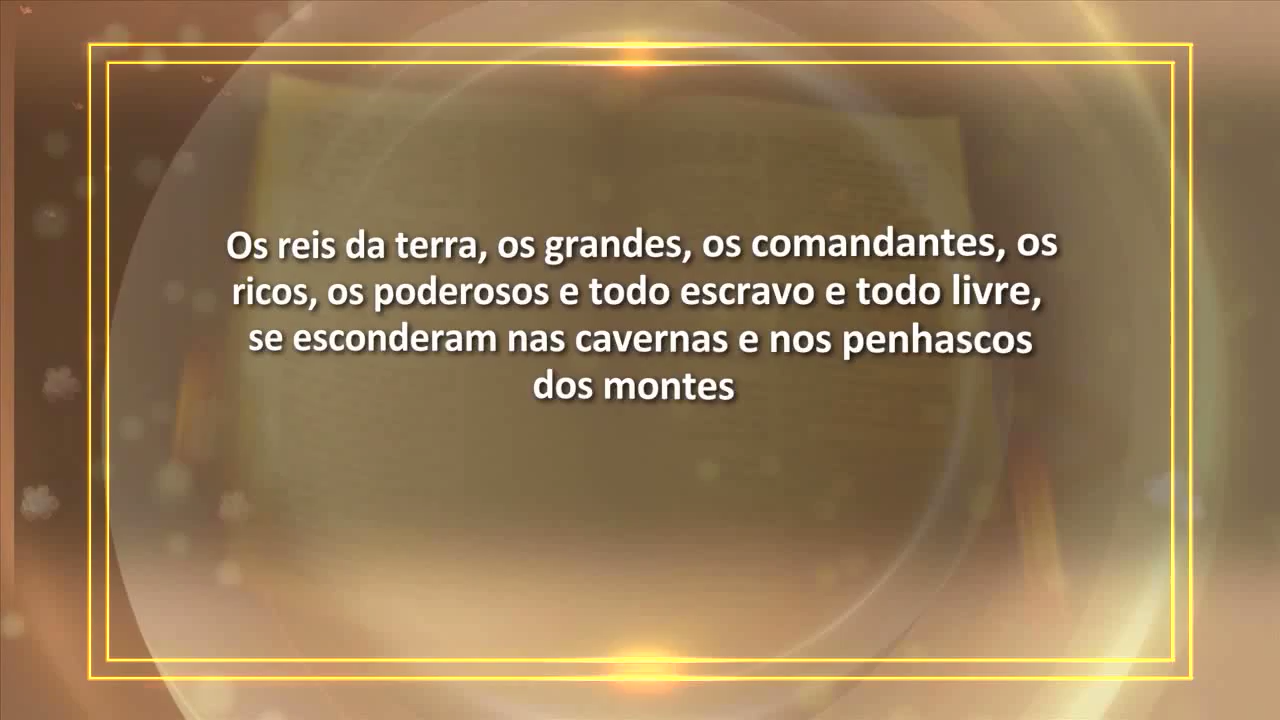 Os reis da terra, os grandes, os comandantes, os
ricos, os poderosos e todo escravo e todo livre,
se esconderam nas cavernas e nos penhascos
dos montes